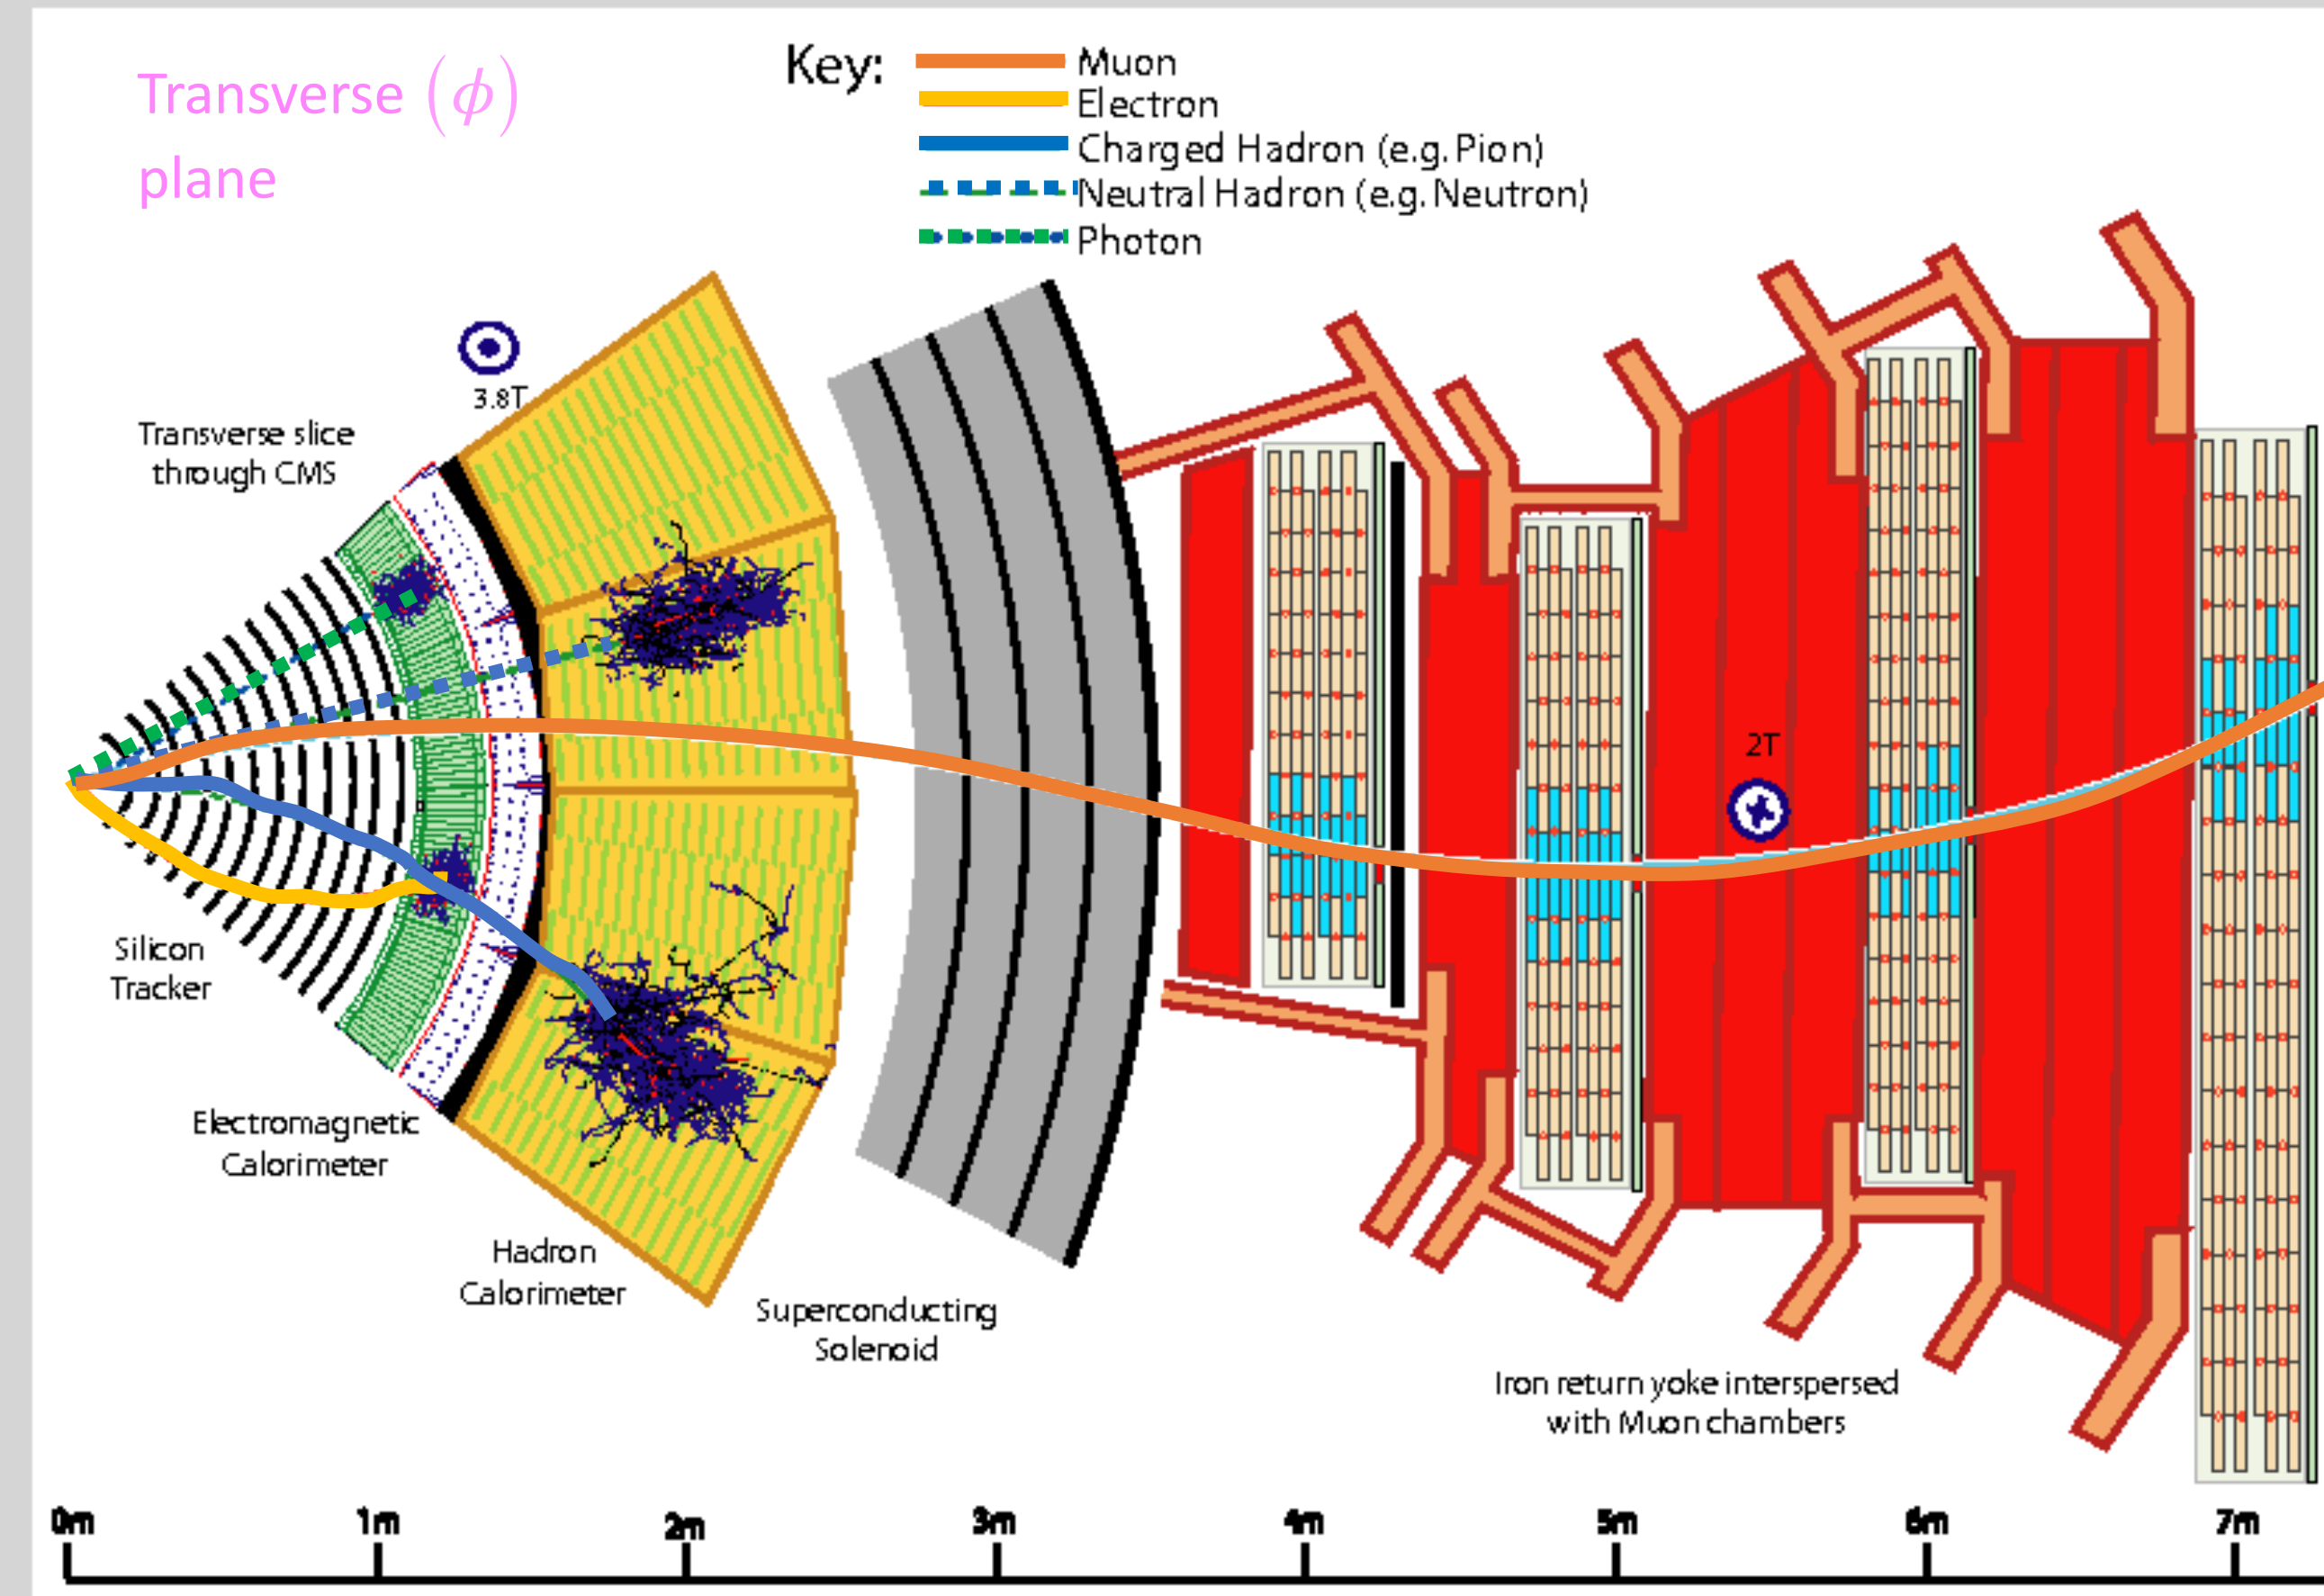 Transverse (ϕ)
plane
Key:
Muon
Electron
Charged Hadron (e.g. Pion)
Neutral Hadron (e.g. Neutron)
Photon
3.8T
Transverse slice
through CMS
2T
Silicon
Tracker
Electromagnetic
Calorimeter
Hadron
Calorimeter
Superconducting
Solenoid
Iron return yoke interspersed
with Muon chambers
0m 1m 2m 3m 4m 5m 6m 7m